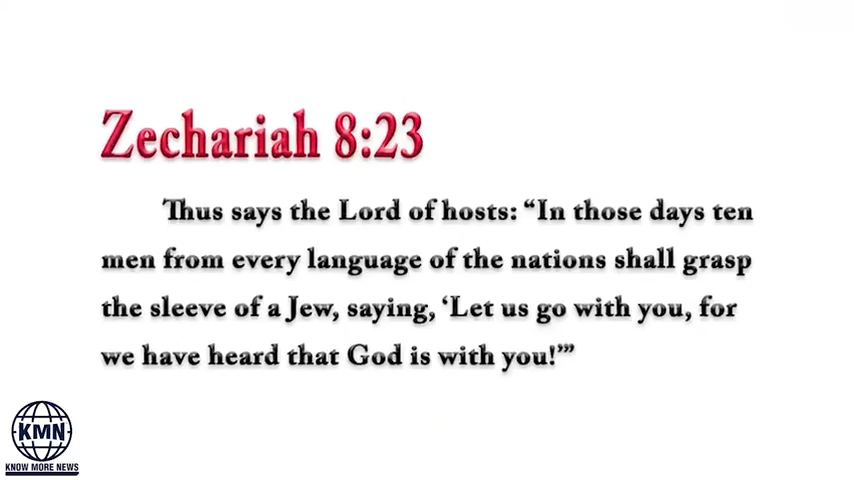 Zechariah 8:23
Thus says the Lord of hosts: “In those days ten
men from every language of the nations shall grasp
the sleeve of a Jew, saying, ‘Let us go with you, for
we have heard that God is with you!’”
KMN
KNOW MORE NEWS